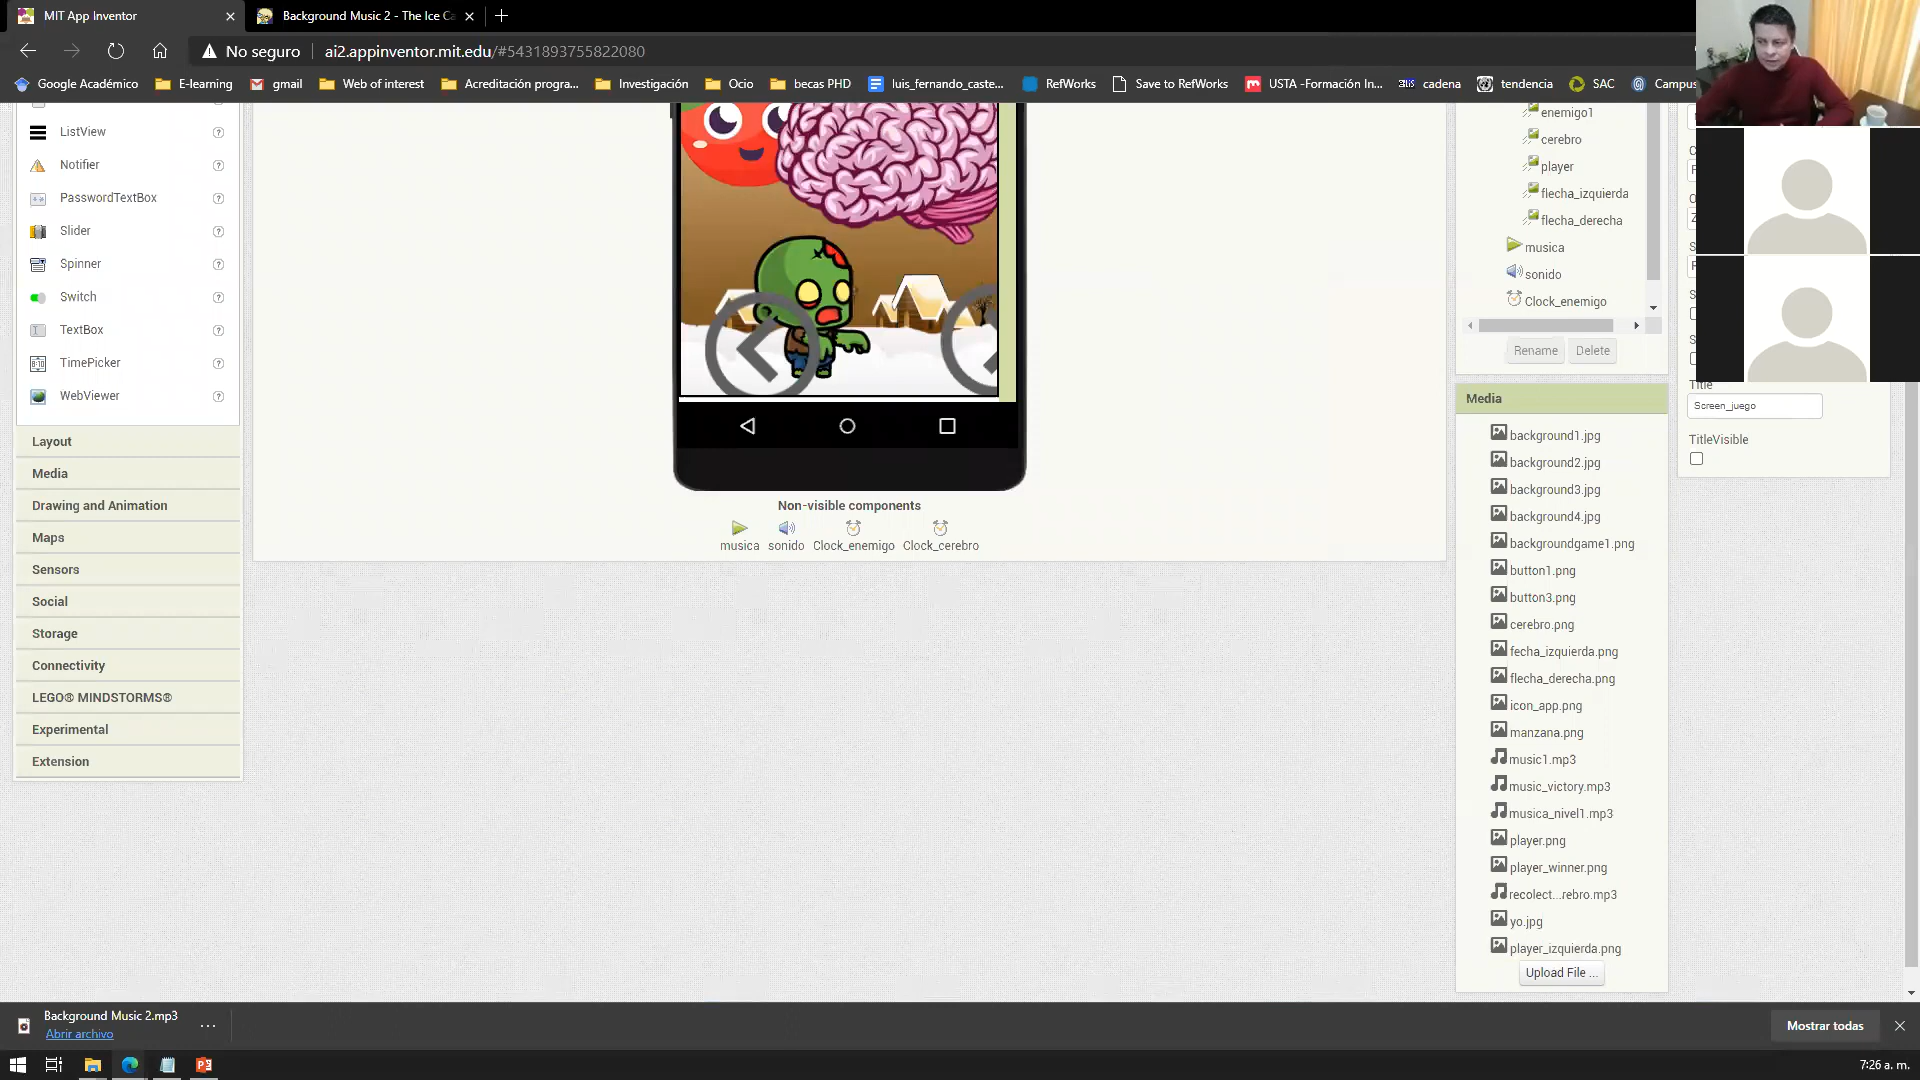 MIT App Inventor
Background Music 2 - The Ice Ca
No seguro
ai2.appinventor.mit.edu/#5431893755822080
Google Académico
E-learning
gmail
Web of interest
Acreditación progra...
Investigación
Ocio
becas PHD
luis_fernando_caste...
RefWorks
Save to RefWorks
USTA -Formación In...
cadena
tendencia
SAC
Campus
ListView
Notifier
PasswordTextBox
Slider
Spinner
Switch
TextBox
TimePicker
WebViewer
Layout
Media
Drawing and Animation
Maps
Sensors
Social
Storage
Connectivity
LEGO® MINDSTORMS®
Experimental
Extension
Non-visible components
musica
sonido
Clock_enemigo
Clock_cerebro
enemigo1
cerebro
player
flecha_izquierda
flecha_derecha
musica
sonido
Clock_enemigo
Rename
Delete
Media
background1.jpg
background2.jpg
background3.jpg
background4.jpg
backgroundgame1.png
button1.png
button3.png
cerebro.png
fecha_izquierda.png
flecha_derecha.png
icon_app.png
manzana.png
music1.mp3
music_victory.mp3
musica_nivel1.mp3
player.png
player_winner.png
recolect...rebro.mp3
yo.jpg
player_izquierda.png
Upload File ...
Title
Screen_juego
TitleVisible
Background Music 2.mp3
Abrir archivo
Mostrar todas
7:26 a. m.